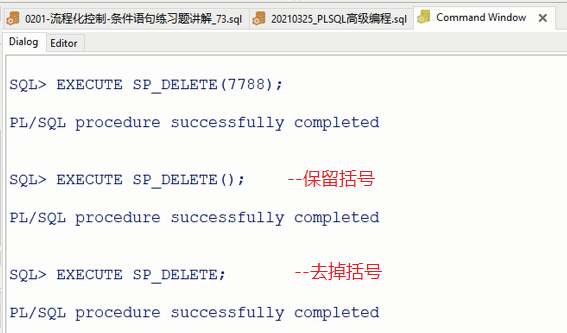 0201-流程化控制-条件语句练习题讲解_73.sql
20210325_PLSQL高级编程.sql
Command Window
Dialog
Editor
SQL> EXECUTE SP_DELETE(7788);
PL/SQL procedure successfully completed
SQL> EXECUTE SP_DELETE(); --保留括号
PL/SQL procedure successfully completed
SQL> EXECUTE SP_DELETE; --去掉括号
PL/SQL procedure successfully completed